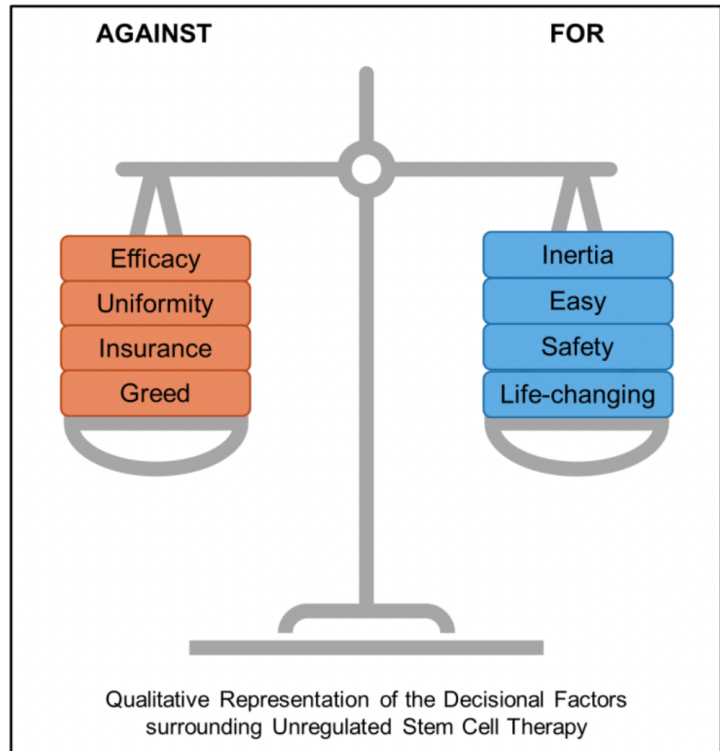 AGAINST
FOR
Efficacy
Uniformity
Insurance
Greed
Inertia
Easy
Safety
Life-changing
Qualitative Representation of the Decisional Factors
surrounding Unregulated Stem Cell Therapy